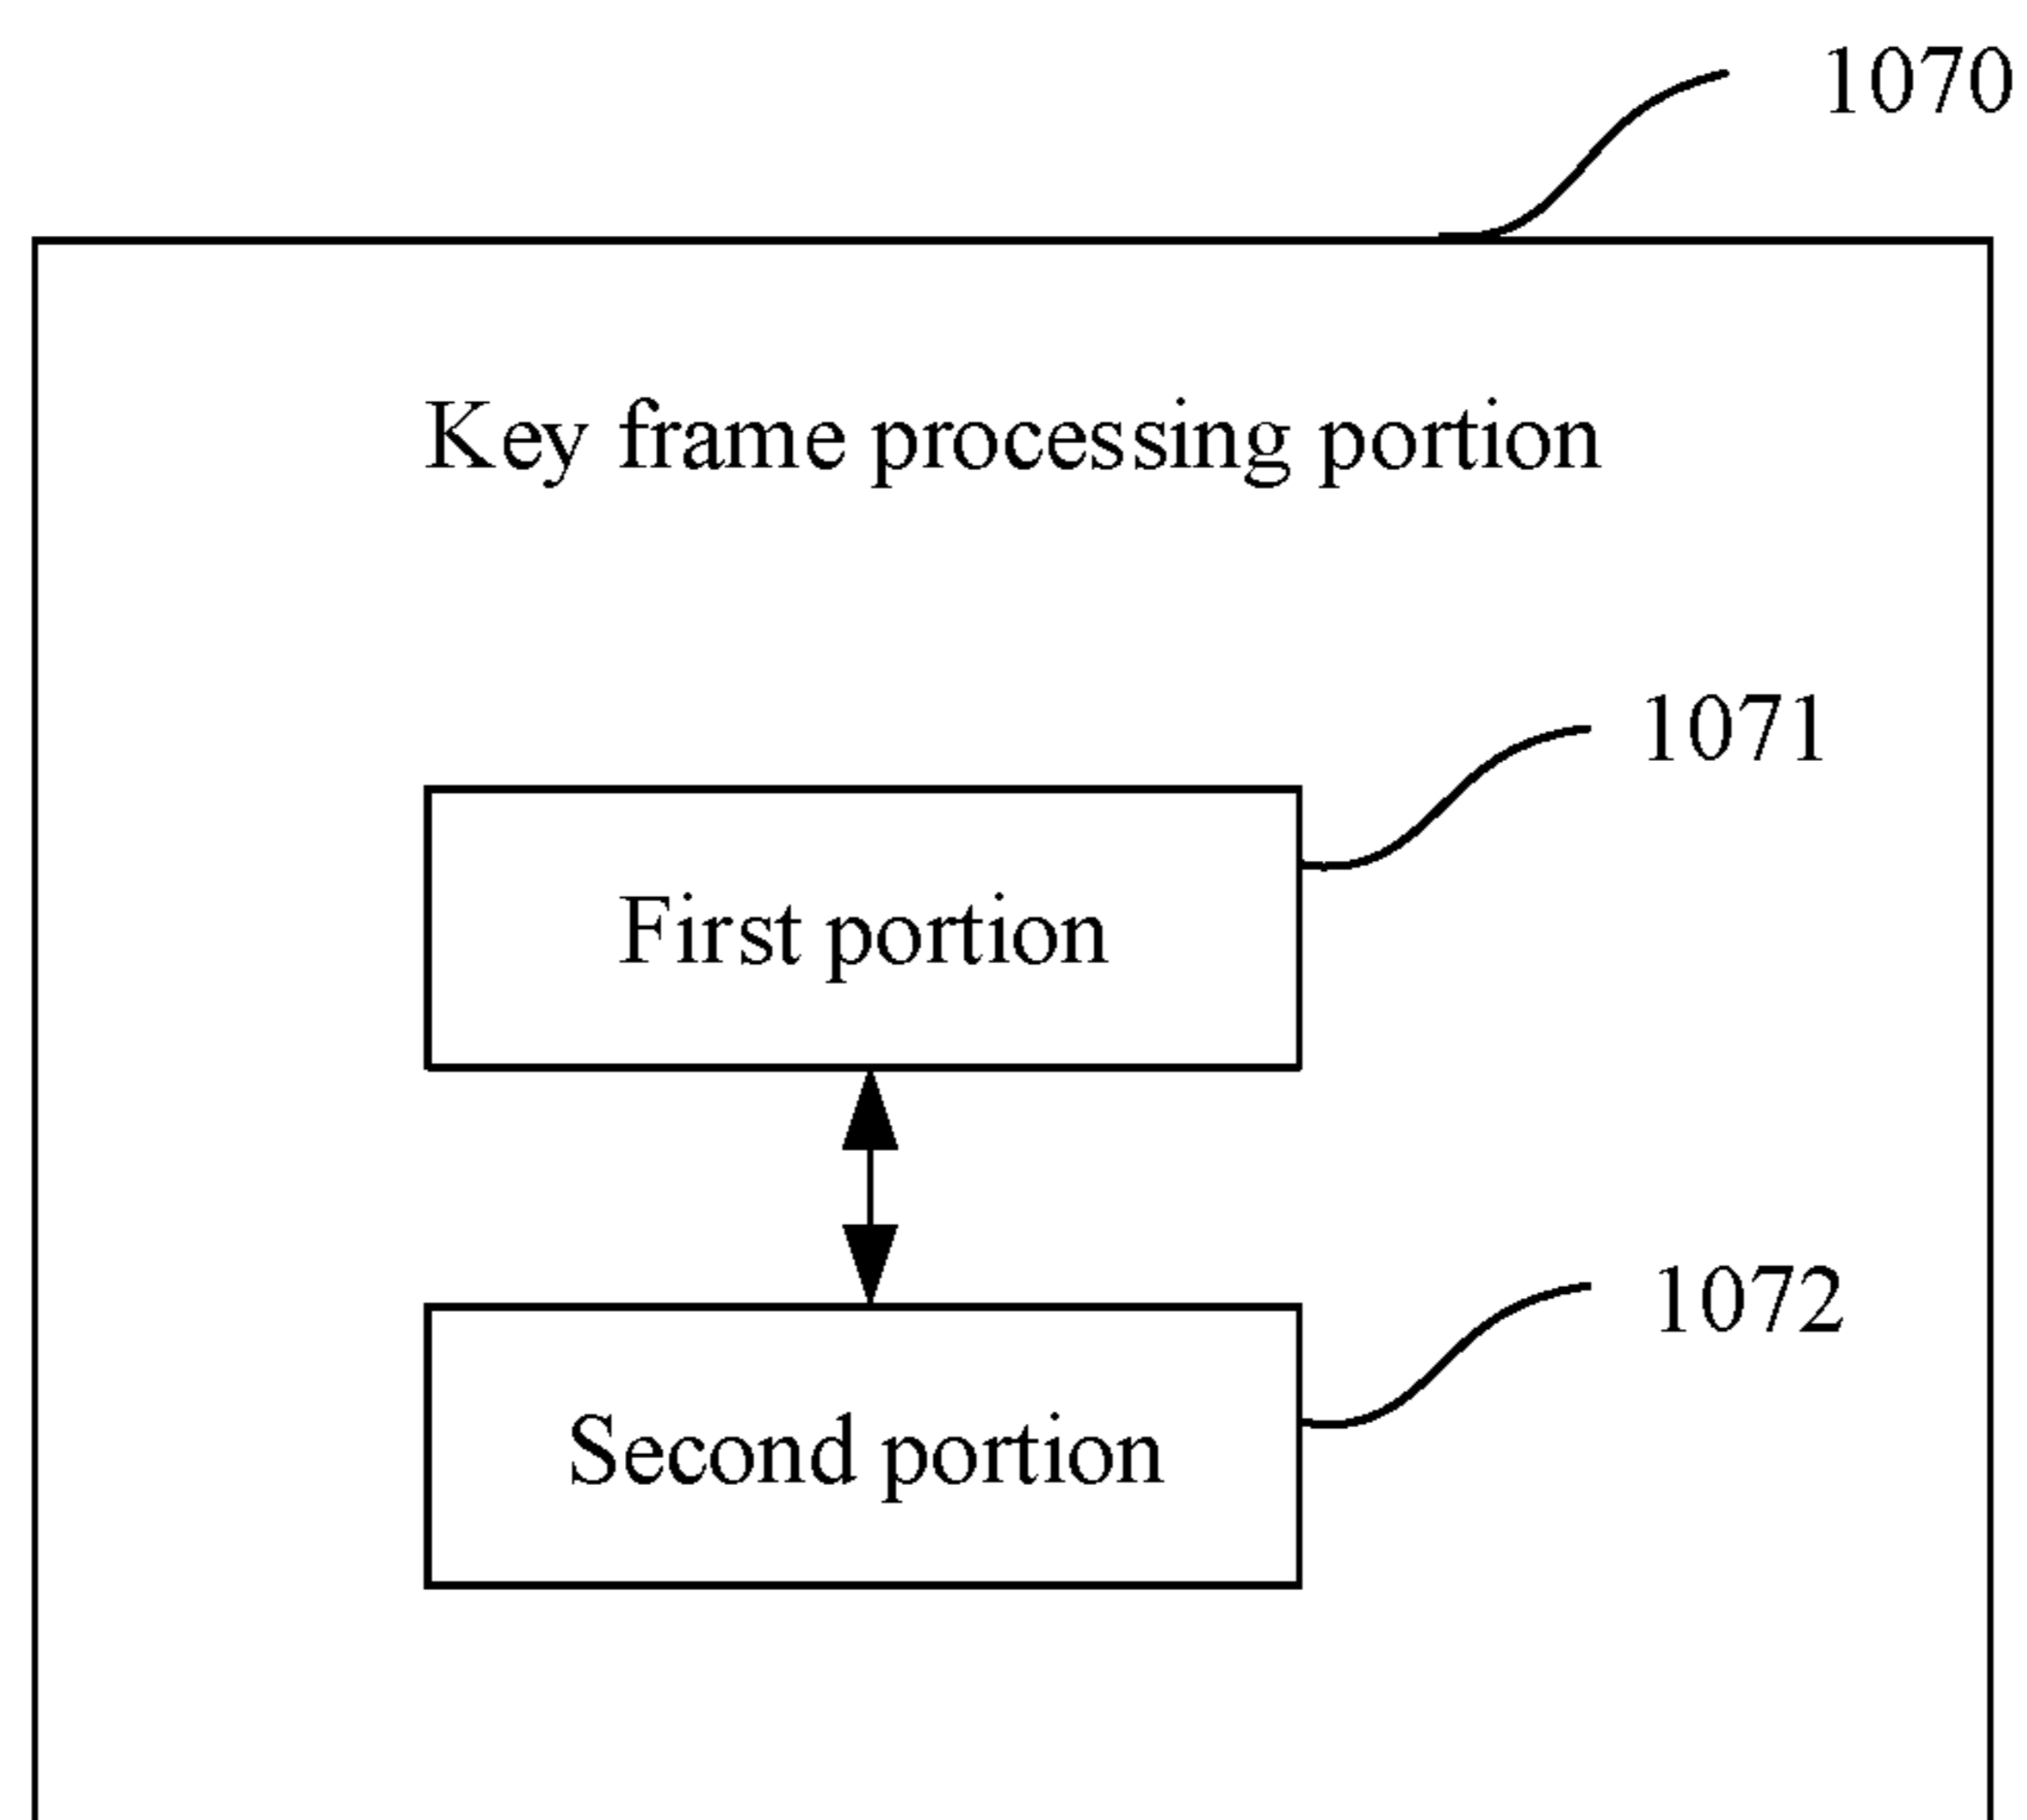 1070
Key frame processing portion
1071
First portion
1072
Second portion